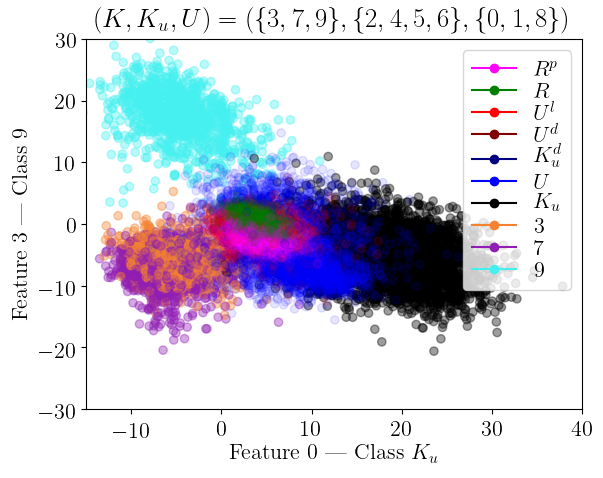 (K, K_u, U) = ({3, 7, 9}, {2, 4, 5, 6}, {0, 1, 8})
30
20
10
0
−10
−20
−30
Feature 3 — Class 9
R^p
R
U^l
U^d
K_u^d
U
K_u
3
7
9
−10
0
10
20
30
40
Feature 0 — Class K_u